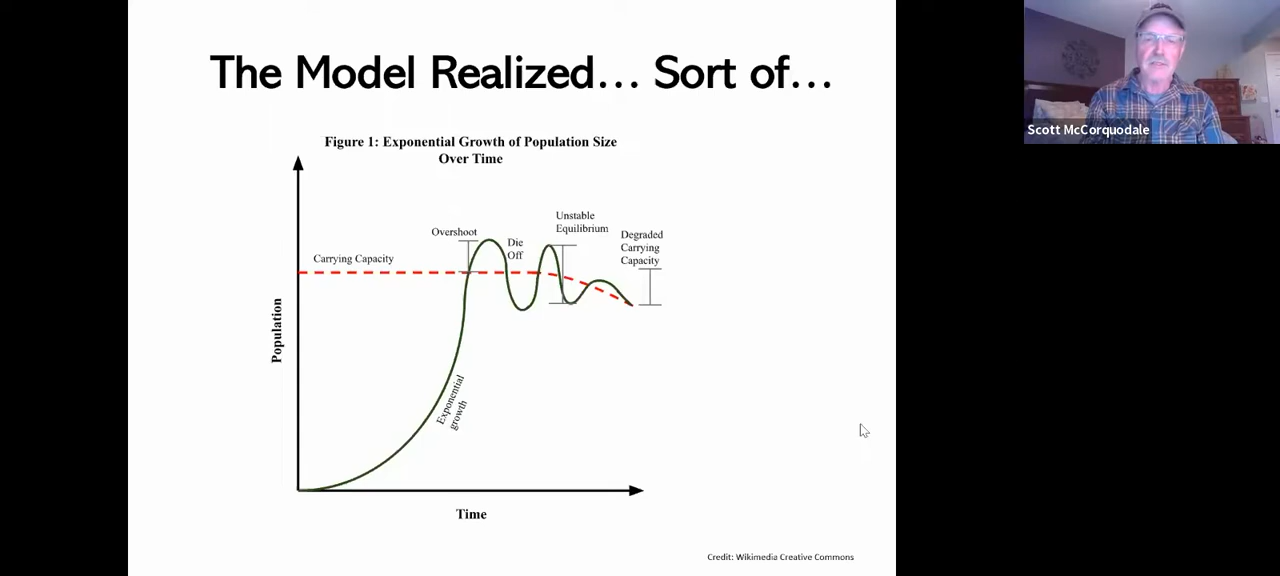 The Model Realized... Sort of...
Scott McCorquodale
Figure 1: Exponential Growth of Population Size
Over Time
Carrying Capacity
Overshoot
Die
Off
Unstable
Equilibrium
Degraded
Carrying
Capacity
Population
Exponential
growth
Time
Credit: Wikimedia Creative Commons